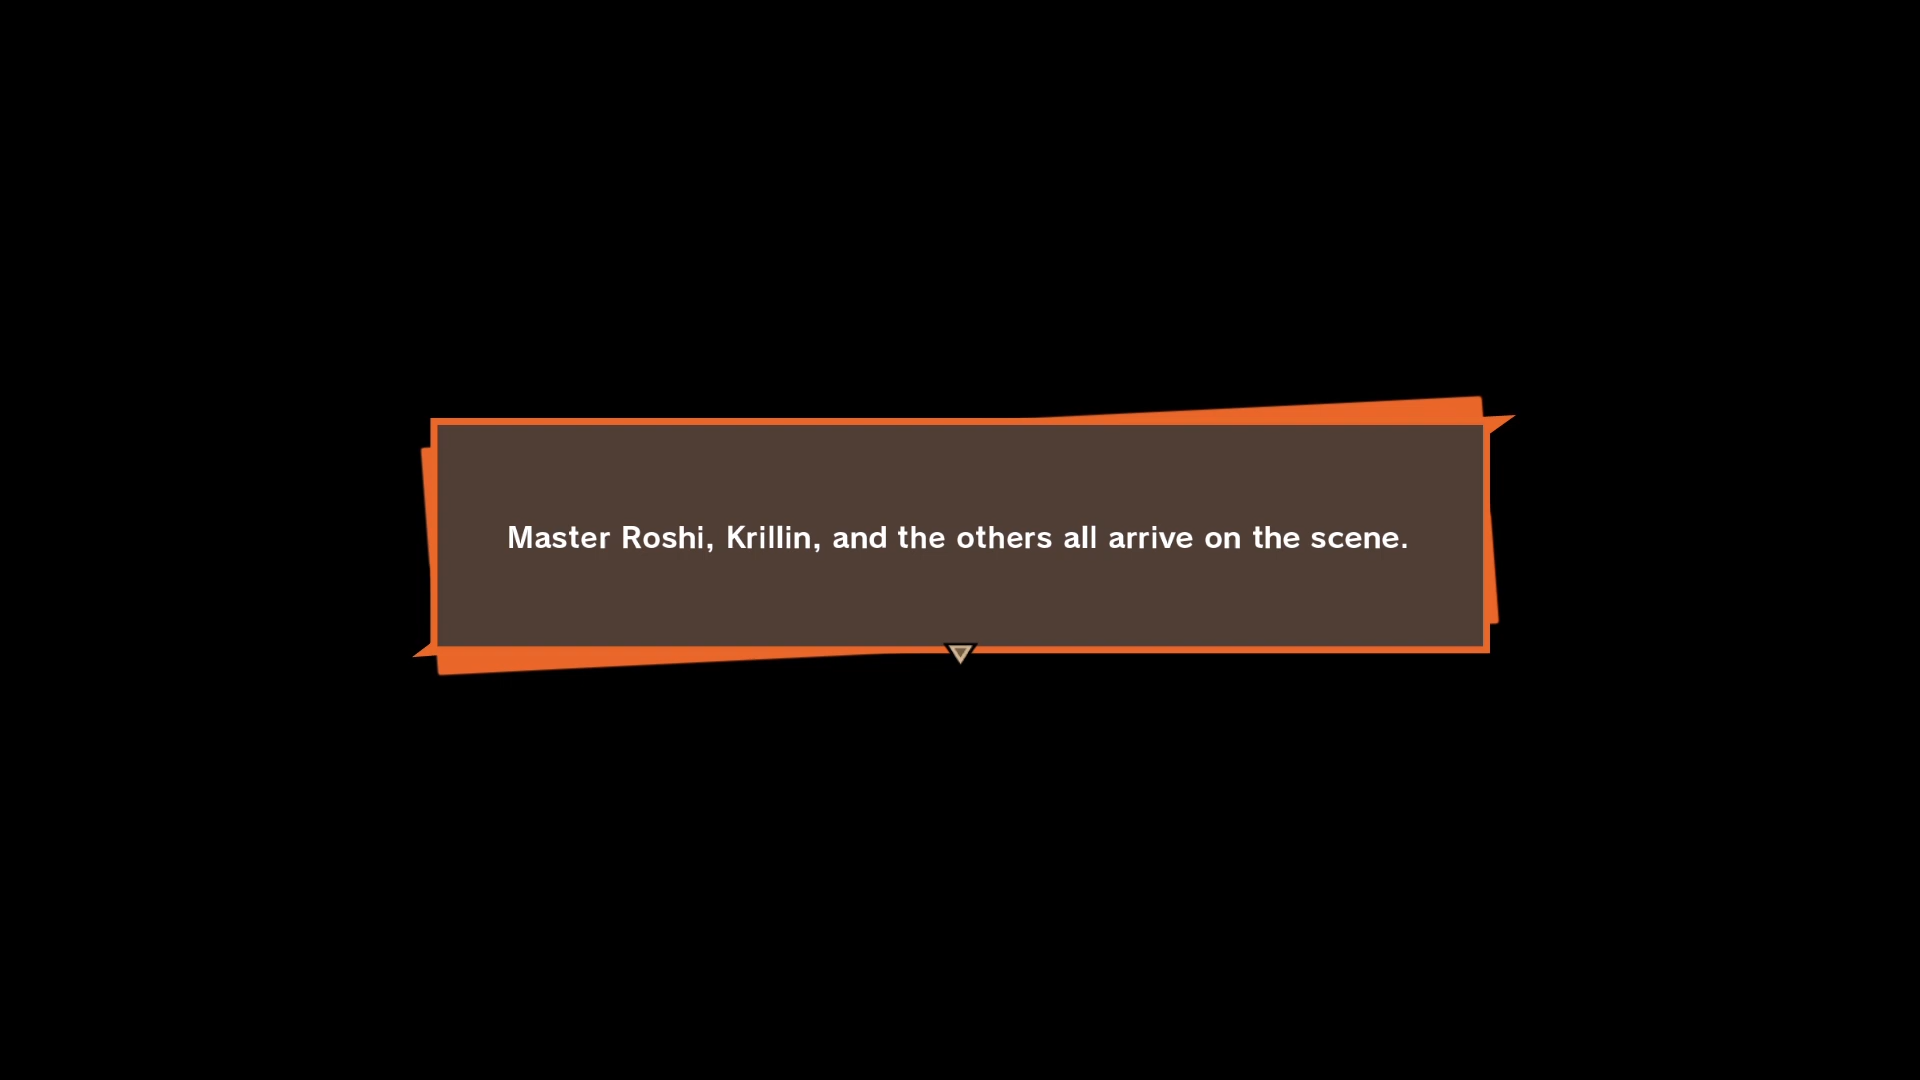 Master Roshi, Krillin, and the others all arrive on the scene.